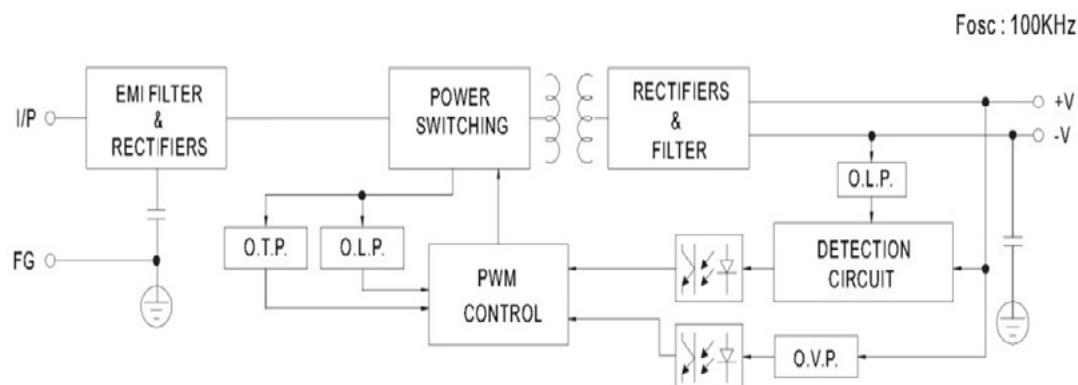 Fosc : 100KHz
I/P
EMI FILTER
&
RECTIFIERS
POWER
SWITCHING
RECTIFIERS
&
FILTER
+V
-V
O.L.P.
FG
O.T.P.
O.L.P.
PWM
CONTROL
DETECTION
CIRCUIT
O.V.P.